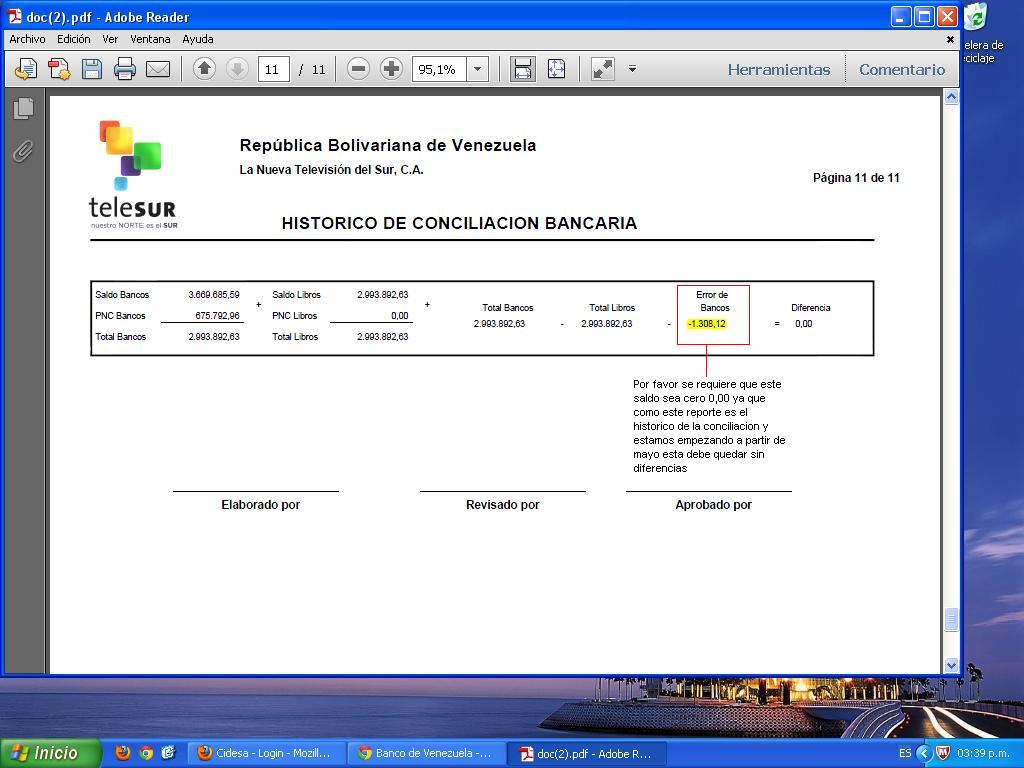 doc(2).pdf - Adobe Reader
Archivo Edición Ver Ventana Ayuda
11 / 11 95,1% Herramientas Comentario
República Bolivariana de Venezuela
La Nueva Televisión del Sur, C.A.
Página 11 de 11
teleSUR
nuestro NORTE es el SUR
HISTORICO DE CONCILIACION BANCARIA
Saldo Bancos 3.669.685,59 + Saldo Libros 2.993.892,63 +
PNC Bancos 675.792,96 PNC Libros 0,00
Total Bancos 2.993.892,63 Total Libros 2.993.892,63
Total Bancos Total Libros Error de Bancos Diferencia
2.993.892,63 - 2.993.892,63 - -1.308,12 = 0,00
Por favor se requiere que este
saldo sea cero 0,00 ya que
como este reporte es el
historico de la conciliacion y
estamos empezando a partir de
mayo esta debe quedar sin
diferencias
Elaborado por Revisado por Aprobado por
elera de
eciclaje
Inicio Cidesa - Login - Mozill... Banco de Venezuela -... doc(2).pdf - Adobe R... ES 03:39 p.m.